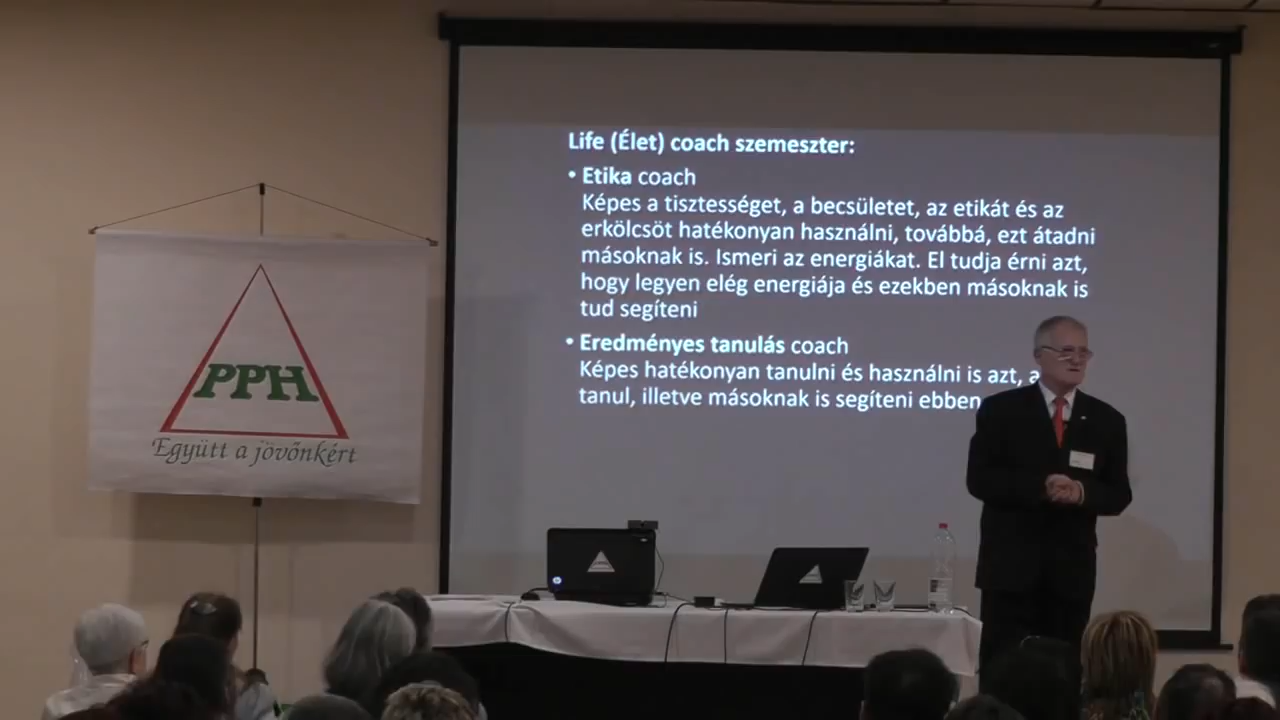 PPH
Együtt a jövőnkért
Life (Élet) coach szemeszter:
• Etika coach
Képes a tisztességet, a becsületet, az etikát és az
erkölcsöt hatékonyan használni, továbbá, ezt átadni
másoknak is. Ismeri az energiákat. El tudja érni azt,
hogy legyen elég energiája és ezekben másoknak is
tud segíteni
• Eredményes tanulás coach
Képes hatékonyan tanulni és használni is azt, a
tanul, illetve másoknak is segíteni ebben